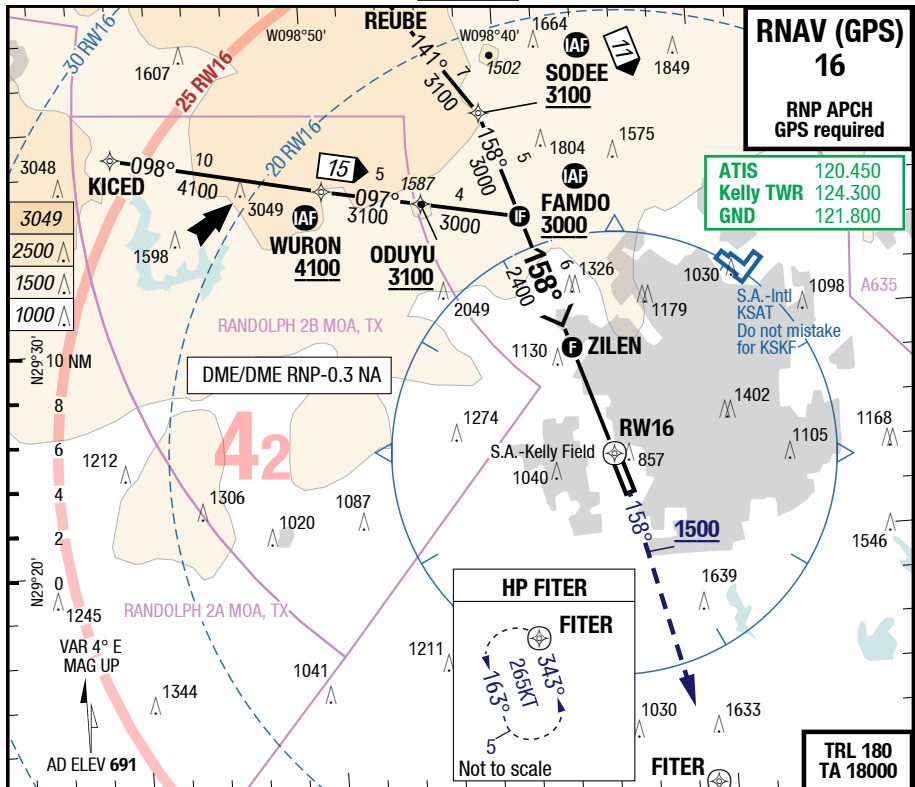 REUBE
W098°50'
W098°40'
1664
IAF
SODEE
3100
11
1849
RNAV (GPS)
16
RNP APCH
GPS required
30 RW16
25 RW16
20 RW16
1607
141°
7
3100
1502
158°
5
3000
1804
1575
ATIS 120.450
Kelly TWR 124.300
GND 121.800
3048
KICED
098°
10
4100
15
5
097°
3100
1587
4
3000
IAF
FAMDO
3000
IF
3049
IAF
WURON
4100
ODUYU
3100
3049
2500
1500
1000
1598
158°
6
2400
1326
1179
1030
1098
A635
S.A.-Intl
KSAT
Do not mistake
for KSKF
2049
RANDOLPH 2B MOA, TX
N29°30'
10 NM
8
6
4
2
0
N29°20'
DME/DME RNP-0.3 NA
1130
F
ZILEN
42
1274
1402
RW16
S.A.-Kelly Field
857
1040
1105
1168
1212
1306
1020
1087
158°
1500
1546
1639
1245
RANDOLPH 2A MOA, TX
VAR 4° E
MAG UP
AD ELEV 691
1344
1041
1211
HP FITER
FITER
163°
265KT
343°
5
Not to scale
1030
1633
FITER
TRL 180
TA 18000